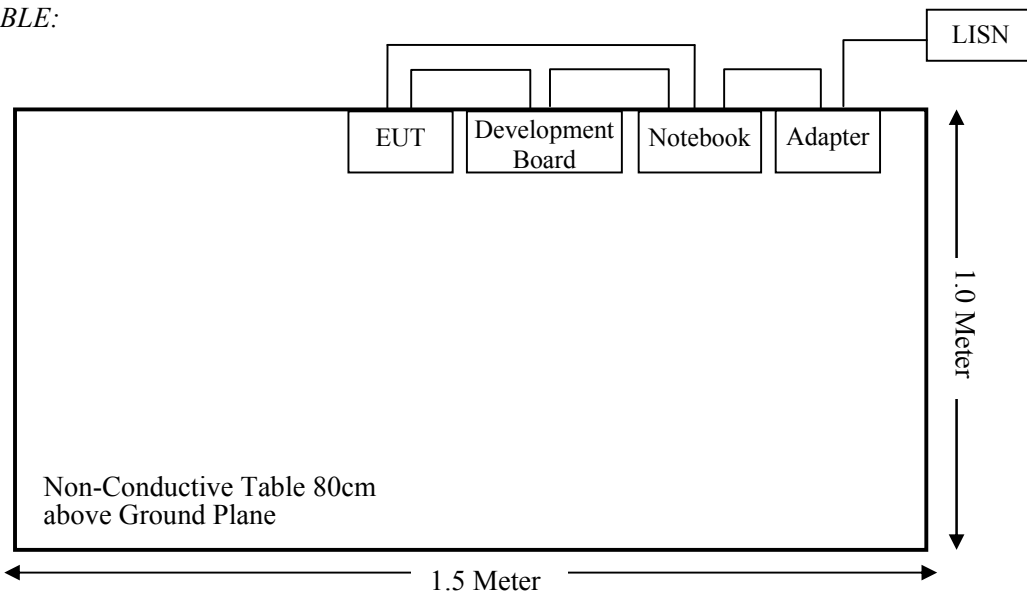 BLE:
LISN
EUT
Development
Board
Notebook
Adapter
1.0 Meter
Non-Conductive Table 80cm
above Ground Plane
1.5 Meter